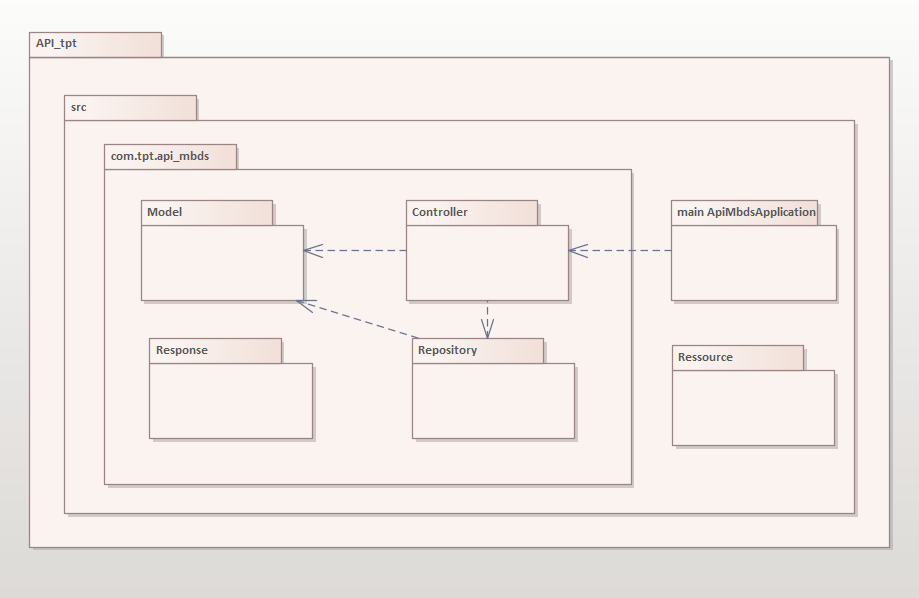 API_tpt
src
com.tpt.api_mbds
Model
Controller
main ApiMbdsApplication
Response
Repository
Ressource